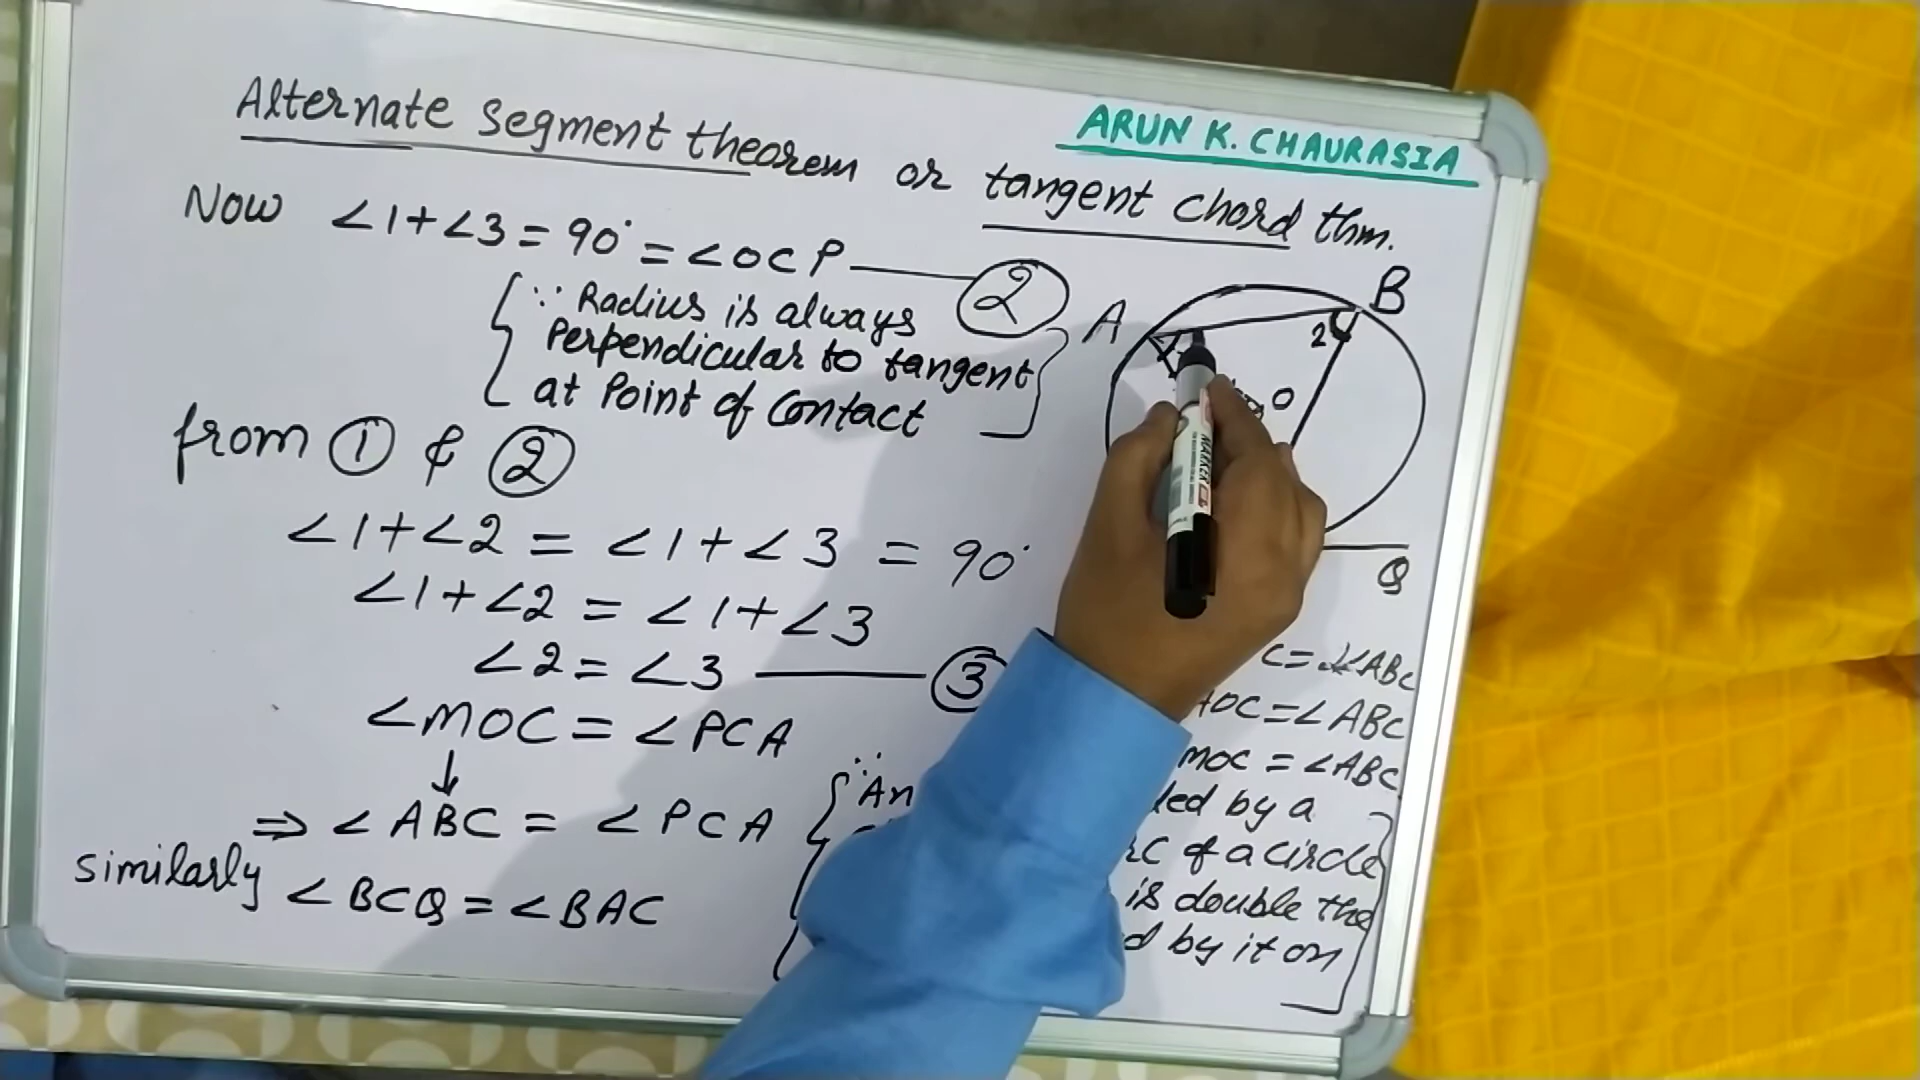 Alternate Segment theorem or tangent chord thm.
ARUN K. CHAURASIA
Now ∠1+∠3 = 90° = ∠OCP — ②
{∵ Radius is always
Perpendicular to tangent
at Point of Contact}
from ① & ②
∠1+∠2 = ∠1+∠3 = 90°
∠1+∠2 = ∠1+∠3
∠2 = ∠3 — ③
∠MOC = ∠PCA
↓
⇒ ∠ABC = ∠PCA
similarly ∠BCQ = ∠BAC
A
B
2
O
Q
MARKER
C = ∠ABC
OC = ∠ABC
MOC = ∠ABC
{∵ An
by a
of a circle
is double the
by it on